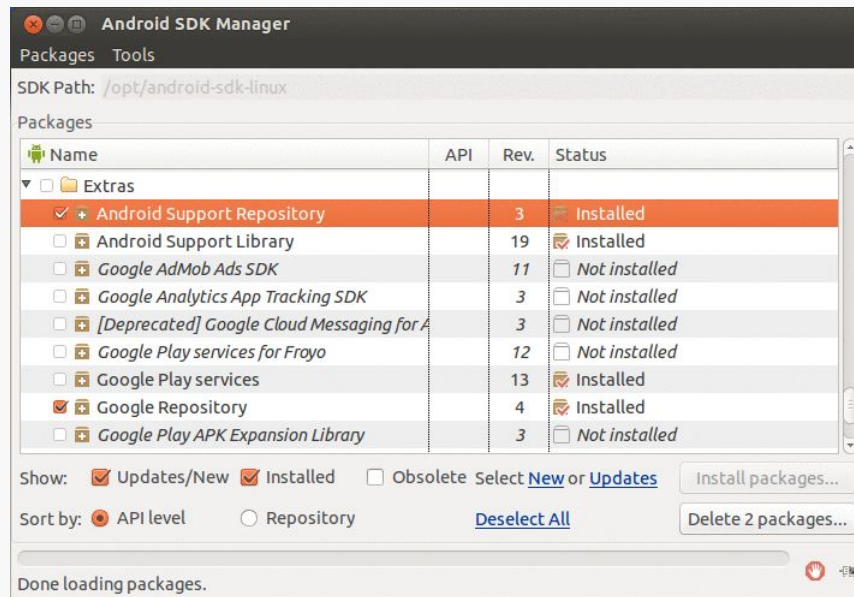 Android SDK Manager
Packages Tools
SDK Path: /opt/android-sdk-linux
Packages
Name API Rev. Status
Extras
Android Support Repository 3 Installed
Android Support Library 19 Installed
Google AdMob Ads SDK 11 Not installed
Google Analytics App Tracking SDK 3 Not installed
[Deprecated] Google Cloud Messaging for A 3 Not installed
Google Play services for Froyo 12 Not installed
Google Play services 13 Installed
Google Repository 4 Installed
Google Play APK Expansion Library 3 Not installed
Show: Updates/New Installed Obsolete Select New or Updates Install packages...
Sort by: API level Repository Deselect All Delete 2 packages...
Done loading packages.